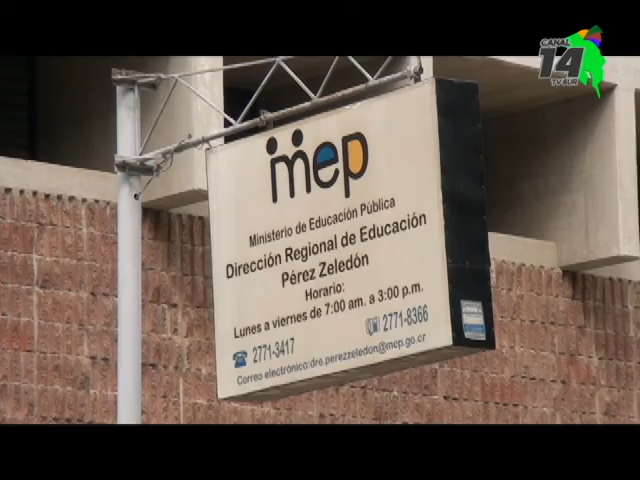 CANAL
14
TV SUR
mep
Ministerio de Educación Pública
Dirección Regional de Educación
Pérez Zeledón
Horario:
Lunes a viernes de 7:00 am. a 3:00 p.m.
2771-3417 2771-8366
Correo electrónico:dre.perezzeledon@mep.go.cr